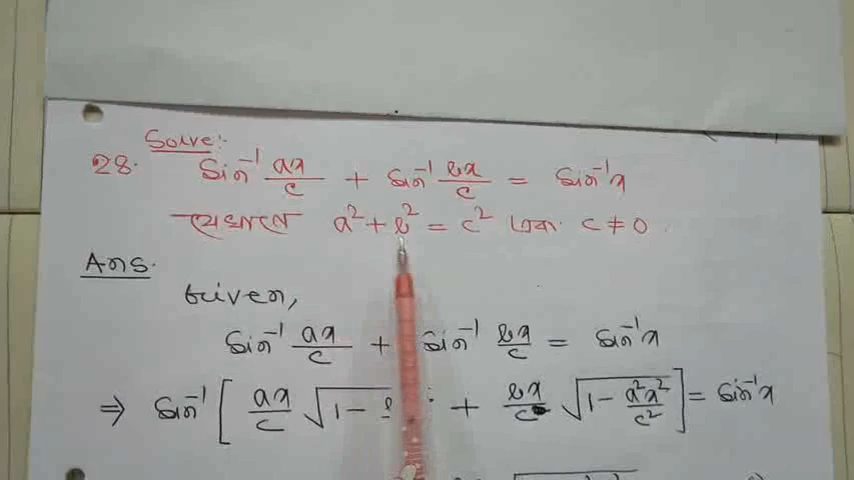 Solve:-
28. Sin⁻¹ ax/c + Sin⁻¹ bx/c = Sin⁻¹x
যেখানে a² + b² = c² এবং c ≠ 0
Ans.
Given,
Sin⁻¹ ax/c + Sin⁻¹ bx/c = Sin⁻¹x
⇒ Sin⁻¹ [ ax/c √1 - + bx/c √1 - a²x²/c² ] = Sin⁻¹x